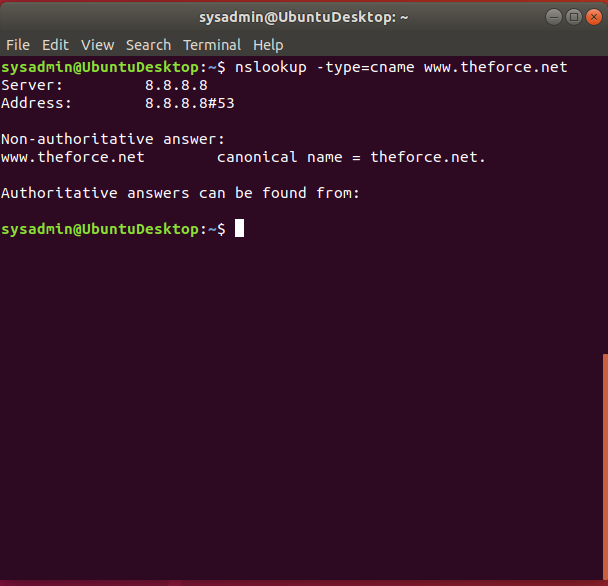 sysadmin@UbuntuDesktop: ~
File Edit View Search Terminal Help
sysadmin@UbuntuDesktop:~$ nslookup -type=cname www.theforce.net
Server:		8.8.8.8
Address:	8.8.8.8#53
Non-authoritative answer:
www.theforce.net	canonical name = theforce.net.
Authoritative answers can be found from:
sysadmin@UbuntuDesktop:~$